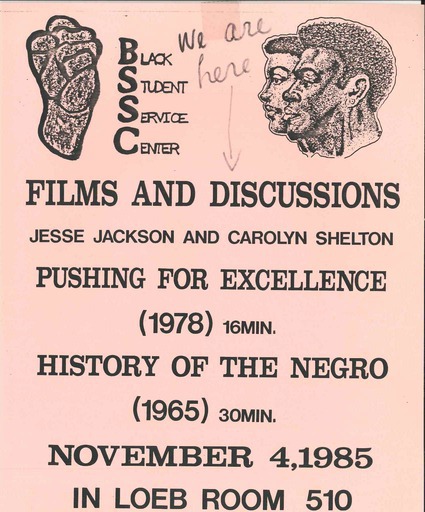 BLACK
STUDENT
SERVICE
CENTER
We are
here
FILMS AND DISCUSSIONS
JESSE JACKSON AND CAROLYN SHELTON
PUSHING FOR EXCELLENCE
(1978) 16MIN.
HISTORY OF THE NEGRO
(1965) 30MIN.
NOVEMBER 4,1985
IN LOEB ROOM 510